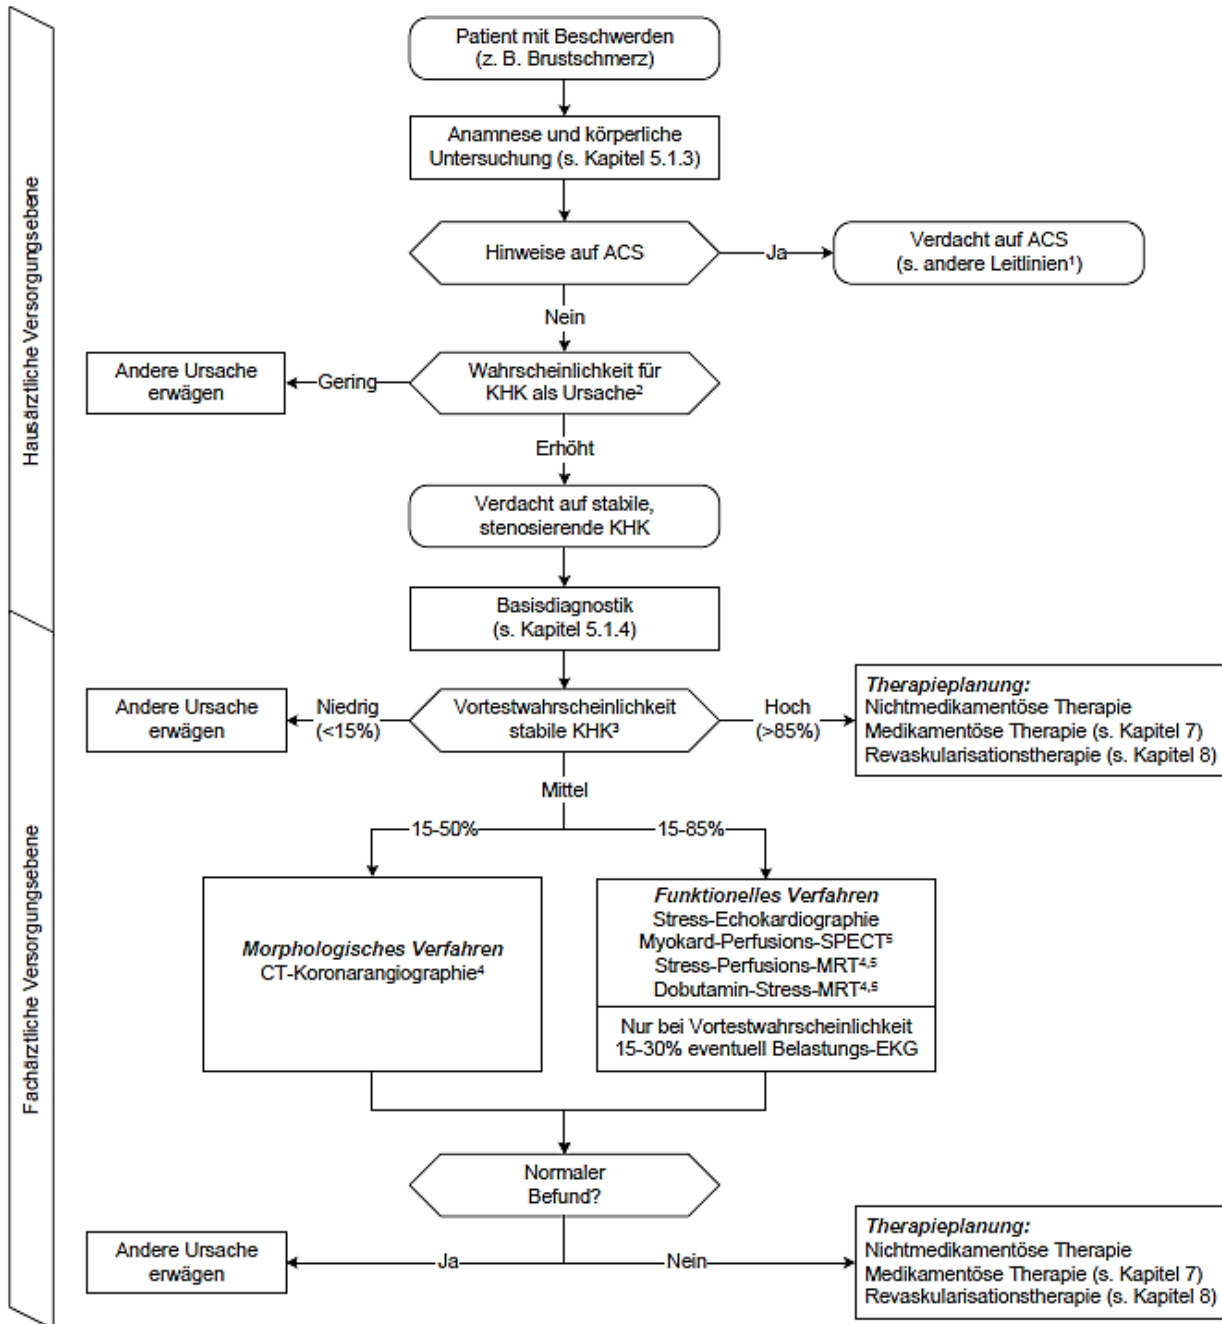 Hausärztliche Versorgungsebene
Patient mit Beschwerden
(z. B. Brustschmerz)
Anamnese und körperliche
Untersuchung (s. Kapitel 5.1.3)
Hinweise auf ACS
Ja
Verdacht auf ACS
(s. andere Leitlinien¹)
Nein
Andere Ursache
erwägen
Gering
Wahrscheinlichkeit für
KHK als Ursache²
Erhöht
Verdacht auf stabile,
stenosierende KHK
Basisdiagnostik
(s. Kapitel 5.1.4)
Fachärztliche Versorgungsebene
Andere Ursache
erwägen
Niedrig
(<15%)
Vortestwahrscheinlichkeit
stabile KHK³
Hoch
(>85%)
Therapieplanung:
Nichtmedikamentöse Therapie
Medikamentöse Therapie (s. Kapitel 7)
Revaskularisationstherapie (s. Kapitel 8)
Mittel
15-50%
15-85%
Morphologisches Verfahren
CT-Koronarangiographie⁴
Funktionelles Verfahren
Stress-Echokardiographie
Myokard-Perfusions-SPECT⁵
Stress-Perfusions-MRT⁴,⁵
Dobutamin-Stress-MRT⁴,⁵
Nur bei Vortestwahrscheinlichkeit
15-30% eventuell Belastungs-EKG
Normaler
Befund?
Andere Ursache
erwägen
Ja
Nein
Therapieplanung:
Nichtmedikamentöse Therapie
Medikamentöse Therapie (s. Kapitel 7)
Revaskularisationstherapie (s. Kapitel 8)